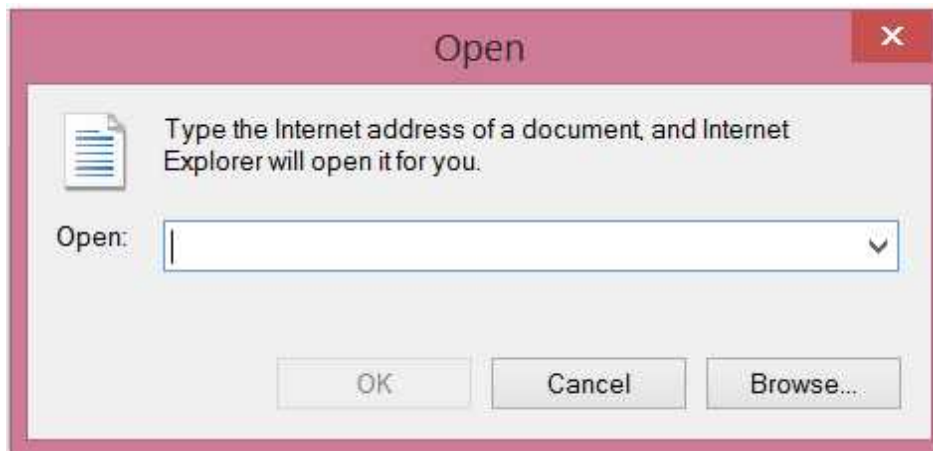 Open
Type the Internet address of a document, and Internet
Explorer will open it for you.
Open:
OK
Cancel
Browse...